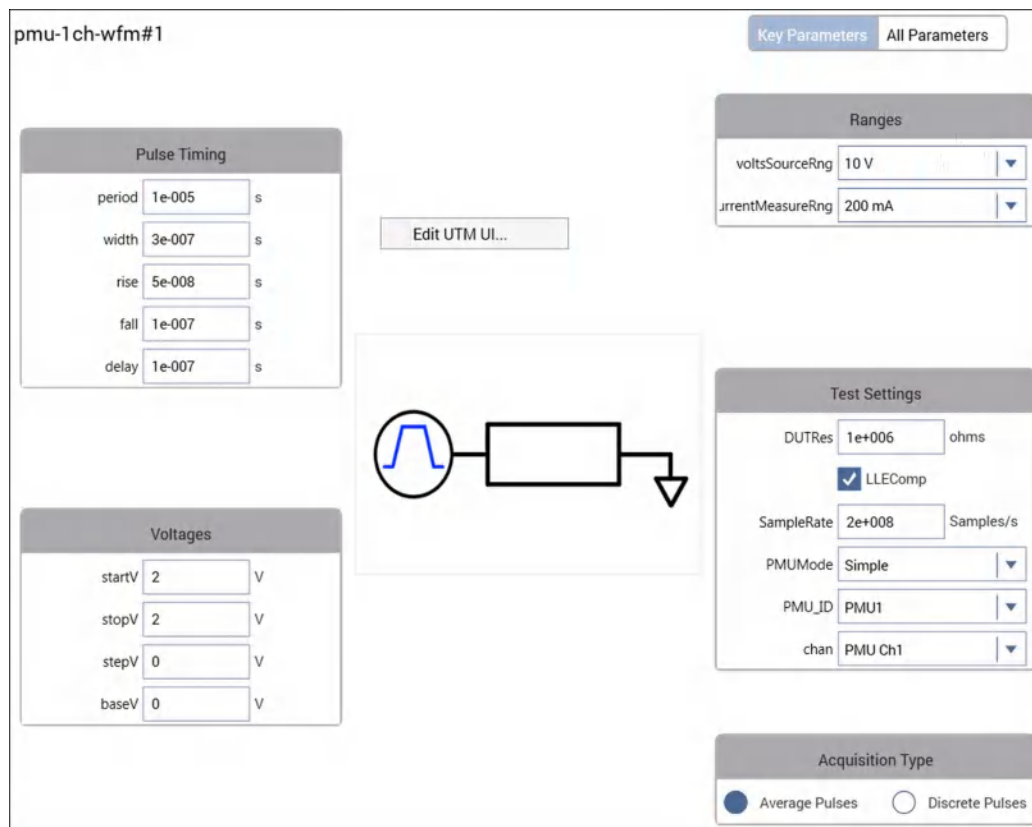 pmu-1ch-wfm#1
Key Parameters All Parameters
Pulse Timing
period 1e-005 s
width 3e-007 s
rise 5e-008 s
fall 1e-007 s
delay 1e-007 s
Edit UTM UI...
Voltages
startV 2 V
stopV 2 V
stepV 0 V
baseV 0 V
Ranges
voltsSourceRng 10 V
urrentMeasureRng 200 mA
Test Settings
DUTRes 1e+006 ohms
LLEComp
SampleRate 2e+008 Samples/s
PMUMode Simple
PMU_ID PMU1
chan PMU Ch1
Acquisition Type
Average Pulses Discrete Pulses